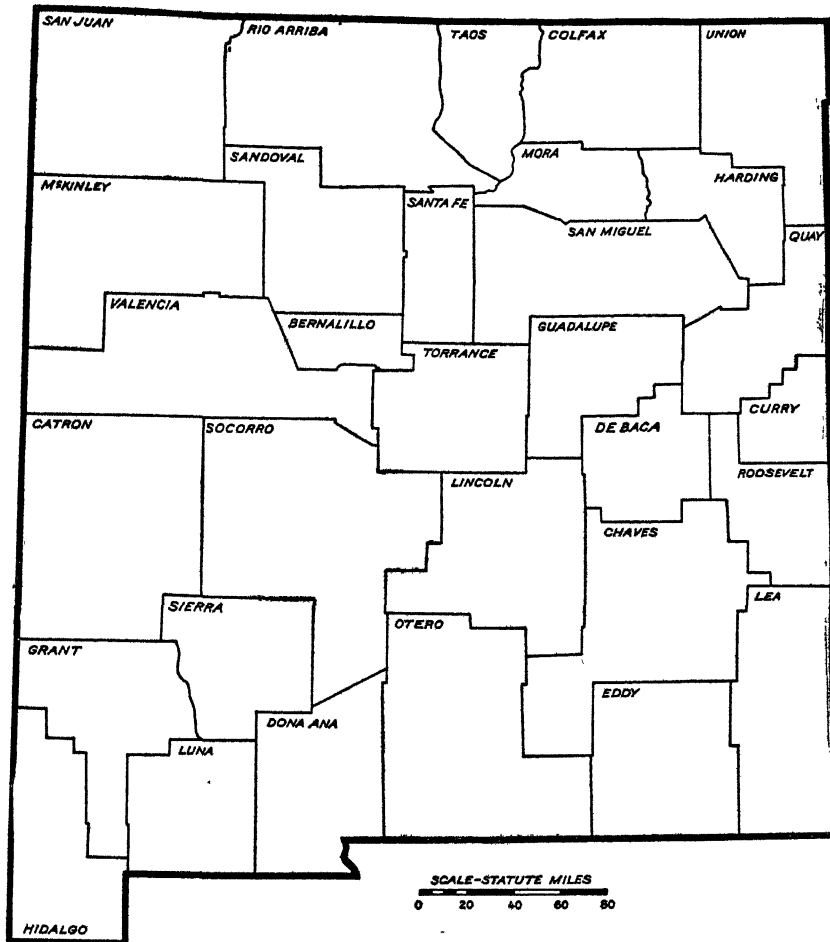 SAN JUAN
RIO ARRIBA
TAOS
COLFAX
UNION
SANDOVAL
MORA
McKINLEY
HARDING
SANTA FE
SAN MIGUEL
QUAY
VALENCIA
BERNALILLO
GUADALUPE
TORRANCE
CURRY
CATRON
SOCORRO
DE BACA
ROOSEVELT
LINCOLN
CHAVES
SIERRA
LEA
OTERO
GRANT
EDDY
DONA ANA
LUNA
SCALE-STATUTE MILES
0 20 40 60 80
HIDALGO